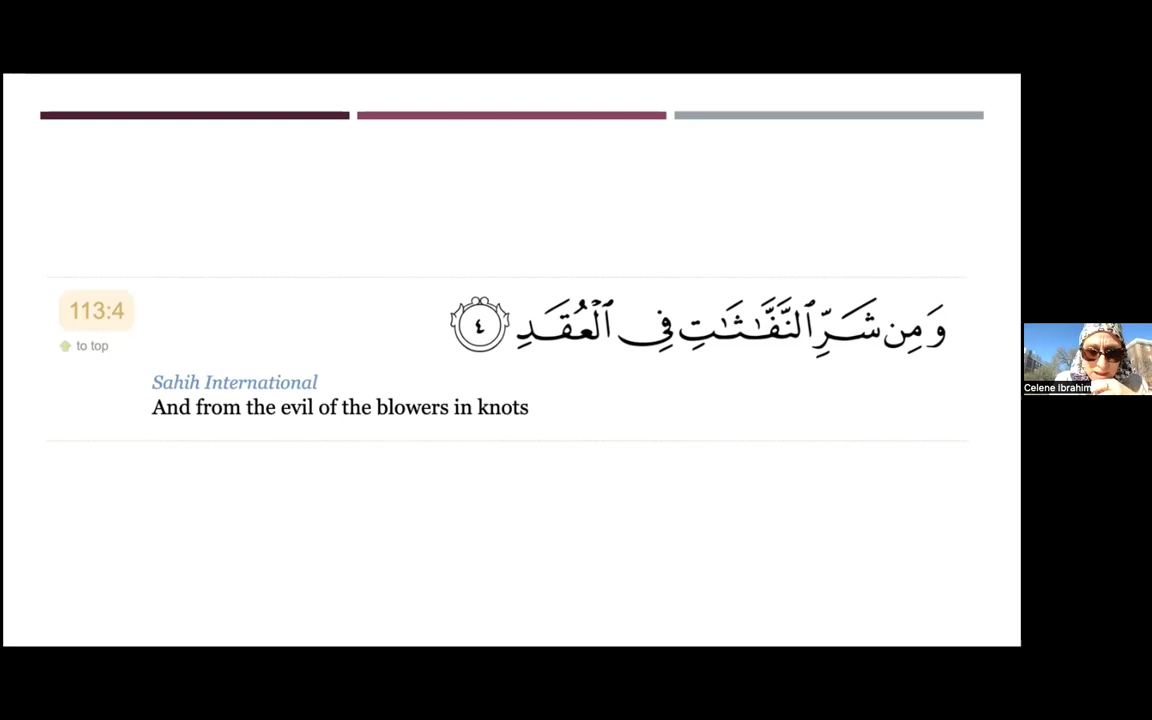 113:4
وَمِن شَرِّ ٱلنَّفَّـٰثَـٰتِ فِى ٱلْعُقَدِ ٤
to top
Sahih International
And from the evil of the blowers in knots
Celene Ibrahim